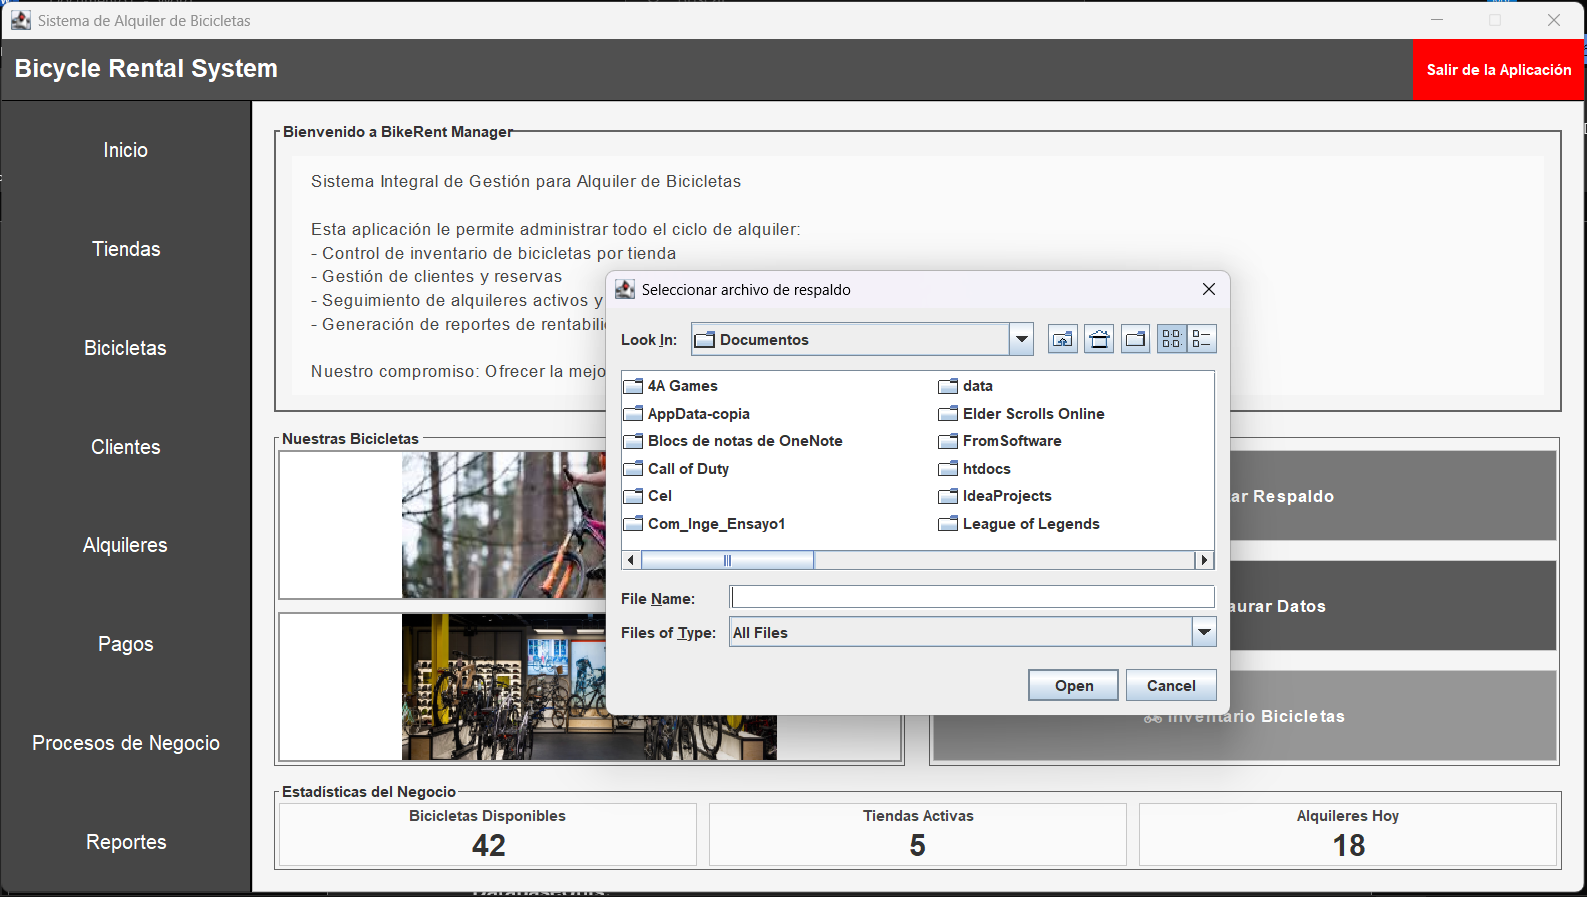 Sistema de Alquiler de Bicicletas
Bicycle Rental System
Salir de la Aplicación
Inicio
Tiendas
Bicicletas
Clientes
Alquileres
Pagos
Procesos de Negocio
Reportes
Bienvenido a BikeRent Manager
Sistema Integral de Gestión para Alquiler de Bicicletas
Esta aplicación le permite administrar todo el ciclo de alquiler:
- Control de inventario de bicicletas por tienda
- Gestión de clientes y reservas
- Seguimiento de alquileres activos y
- Generación de reportes de rentabili
Nuestro compromiso: Ofrecer la mejo
Seleccionar archivo de respaldo
Look In:
Documentos
4A Games
AppData-copia
Blocs de notas de OneNote
Call of Duty
Cel
Com_Inge_Ensayo1
data
Elder Scrolls Online
FromSoftware
htdocs
IdeaProjects
League of Legends
File Name:
Files of Type:
All Files
Open
Cancel
Nuestras Bicicletas
ar Respaldo
aurar Datos
Inventario Bicicletas
Estadísticas del Negocio
Bicicletas Disponibles
42
Tiendas Activas
5
Alquileres Hoy
18